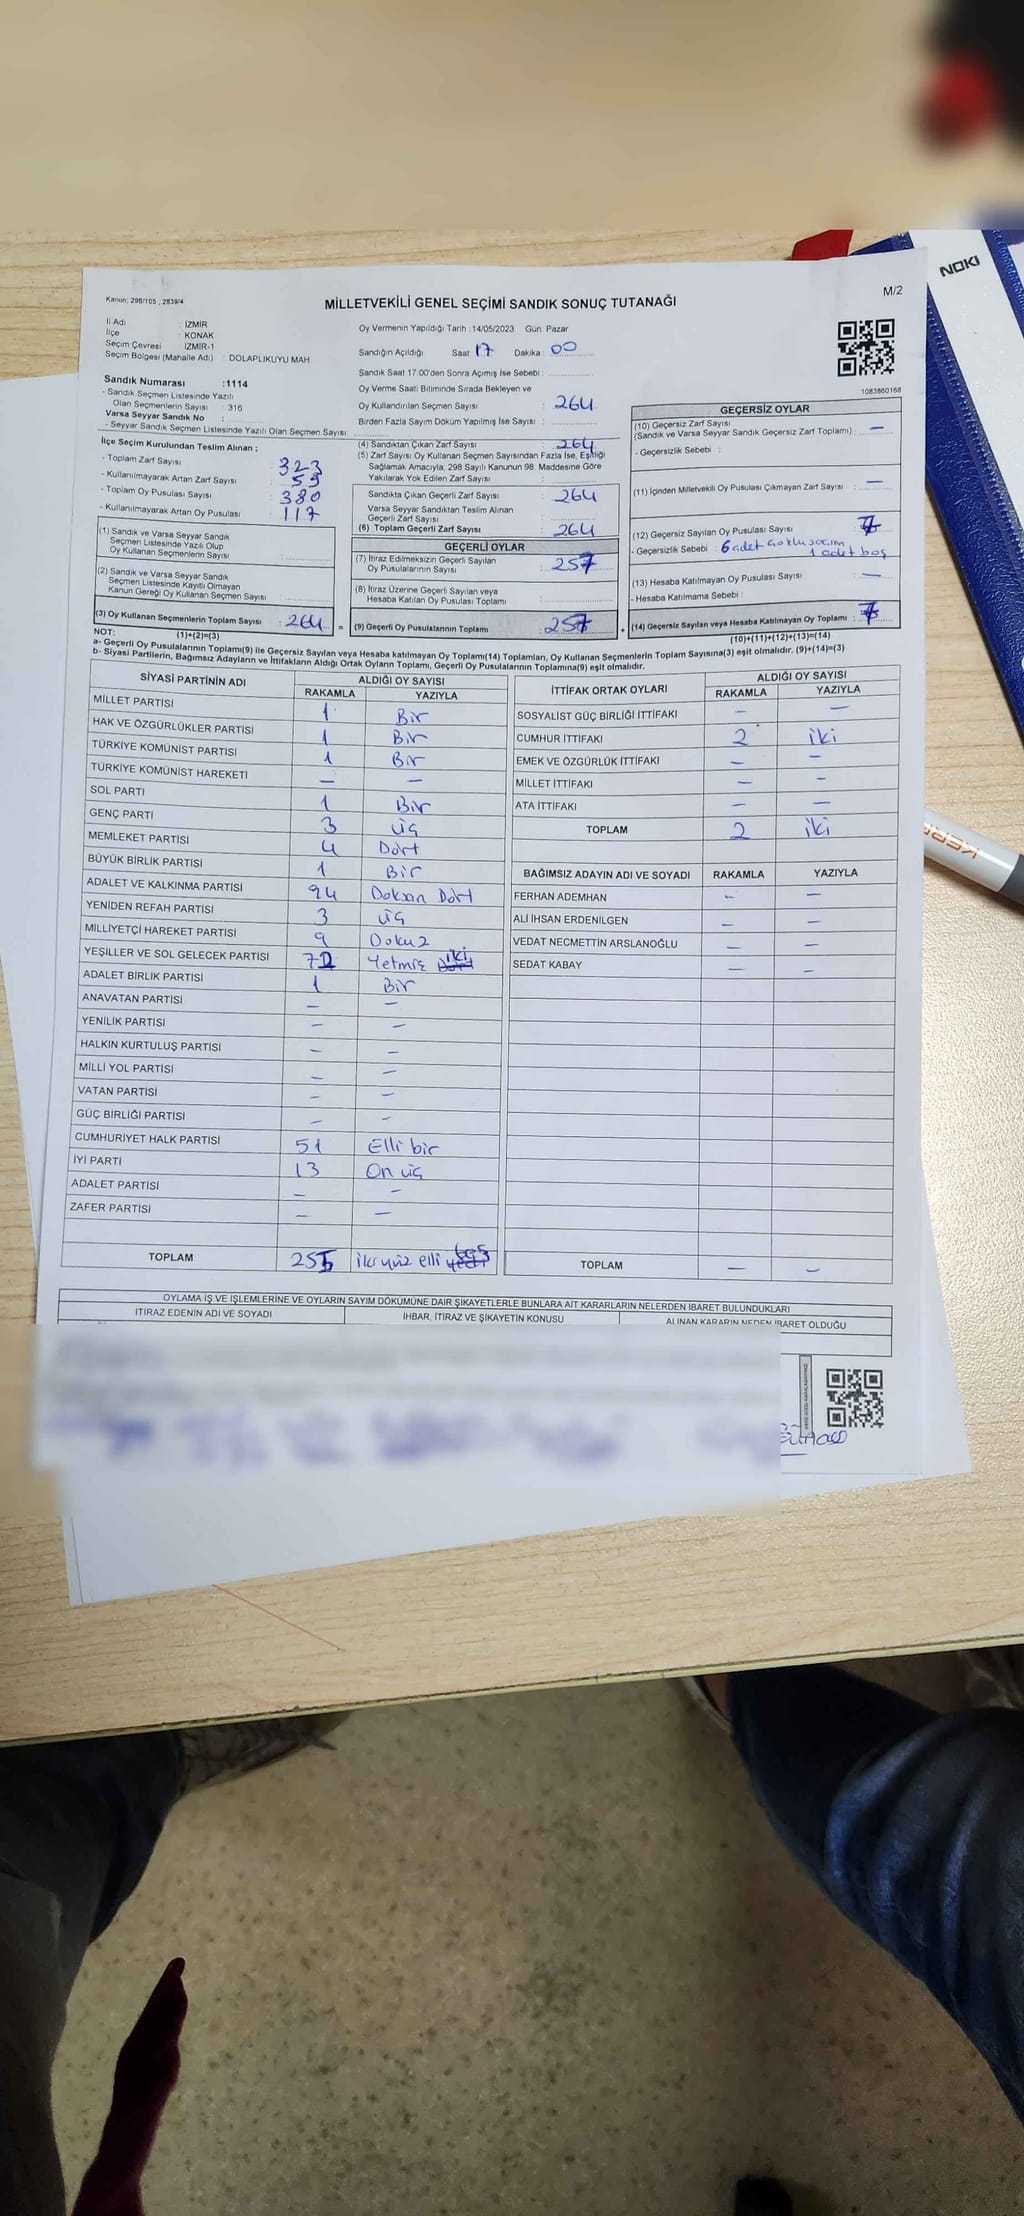 NOKI
Kanun: 298/105 , 2839/4
MİLLETVEKİLİ GENEL SEÇİMİ SANDIK SONUÇ TUTANAĞI
M/2
İl Adı : İZMİR
İlçe : KONAK
Seçim Çevresi : İZMİR-1
Seçim Bölgesi (Mahalle Adı) : DOLAPLIKUYU MAH
Oy Vermenin Yapıldığı Tarih :14/05/2023 Gün: Pazar
Sandığın Açıldığı Saat: 17 Dakika: 00
Sandık Saat 17:00'den Sonra Açımış İse Sebebi :
Oy Verme Saati Bitiminde Sırada Bekleyen ve
Oy Kullandırılan Seçmen Sayısı : 264
Birden Fazla Sayım Döküm Yapılmış İse Sayısı :
1083860168
Sandık Numarası :1114
- Sandık Seçmen Listesinde Yazılı
Olan Seçmenlerin Sayısı : 316
Varsa Seyyar Sandık No :
- Seyyar Sandık Seçmen Listesinde Yazılı Olan Seçmen Sayısı :
İlçe Seçim Kurulundan Teslim Alınan ;
- Toplam Zarf Sayısı : 323
- Kullanılmayarak Artan Zarf Sayısı : 59
- Toplam Oy Pusulası Sayısı : 380
- Kullanılmayarak Artan Oy Pusulası : 117
(1) Sandık ve Varsa Seyyar Sandık
Seçmen Listesinde Yazılı Olup
Oy Kullanan Seçmenlerin Sayısı :
(2) Sandık ve Varsa Seyyar Sandık
Seçmen Listesinde Kayıtlı Olmayan
Kanun Gereği Oy Kullanan Seçmen Sayısı :
(3) Oy Kullanan Seçmenlerin Toplam Sayısı : 264 =
(1)+(2)=(3)
(4) Sandıktan Çıkan Zarf Sayısı : 264
(5) Zarf Sayısı Oy Kullanan Seçmen Sayısından Fazla İse, Eşitliği
Sağlamak Amacıyla; 298 Sayılı Kanunun 98. Maddesine Göre
Yakılarak Yok Edilen Zarf Sayısı :
Sandıkta Çıkan Geçerli Zarf Sayısı : 264
Varsa Seyyar Sandıktan Teslim Alınan
Geçerli Zarf Sayısı :
(6) Toplam Geçerli Zarf Sayısı : 264
GEÇERLİ OYLAR
(7) İtiraz Edilmeksizin Geçerli Sayılan
Oy Pusulalarının Sayısı : 257
(8) İtiraz Üzerine Geçerli Sayılan veya
Hesaba Katılan Oy Pusulası Toplamı :
(9) Geçerli Oy Pusulalarının Toplamı : 257 +
GEÇERSİZ OYLAR
(10) Geçersiz Zarf Sayısı
(Sandık ve Varsa Seyyar Sandık Geçersiz Zarf Toplamı) : —
- Geçersizlik Sebebi :
(11) İçinden Milletvekili Oy Pusulası Çıkmayan Zarf Sayısı : —
(12) Geçersiz Sayılan Oy Pusulası Sayısı : 7
- Geçersizlik Sebebi : 6 adet çoklu seçim
1 adet boş
(13) Hesaba Katılmayan Oy Pusulası Sayısı : —
- Hesaba Katılmama Sebebi :
(14) Geçersiz Sayılan veya Hesaba Katılmayan Oy Toplamı : 7
(10)+(11)+(12)+(13)=(14)
NOT:
a- Geçerli Oy Pusulalarının Toplamı(9) ile Geçersiz Sayılan veya Hesaba katılmayan Oy Toplamı(14) Toplamları, Oy Kullanan Seçmenlerin Toplam Sayısına(3) eşit olmalıdır. (9)+(14)=(3)
b- Siyasi Partilerin, Bağımsız Adayların ve İttifakların Aldığı Ortak Oyların Toplamı, Geçerli Oy Pusulalarının Toplamına(9) eşit olmalıdır.
SİYASİ PARTİNİN ADI ALDIĞI OY SAYISI
RAKAMLA YAZIYLA
MİLLET PARTİSİ 1 Bir
HAK VE ÖZGÜRLÜKLER PARTİSİ 1 Bir
TÜRKİYE KOMÜNİST PARTİSİ 1 Bir
TÜRKİYE KOMÜNİST HAREKETİ — —
SOL PARTİ 1 Bir
GENÇ PARTİ 3 üç
MEMLEKET PARTİSİ 4 Dört
BÜYÜK BİRLİK PARTİSİ 1 Bir
ADALET VE KALKINMA PARTİSİ 94 Doksan Dört
YENİDEN REFAH PARTİSİ 3 üç
MİLLİYETÇİ HAREKET PARTİSİ 9 Dokuz
YEŞİLLER VE SOL GELECEK PARTİSİ 72 Yetmiş iki
ADALET BİRLİK PARTİSİ 1 Bir
ANAVATAN PARTİSİ — —
YENİLİK PARTİSİ — —
HALKIN KURTULUŞ PARTİSİ — —
MİLLİ YOL PARTİSİ — —
VATAN PARTİSİ — —
GÜÇ BİRLİĞİ PARTİSİ — —
CUMHURİYET HALK PARTİSİ 51 Elli bir
İYİ PARTİ 13 On üç
ADALET PARTİSİ — —
ZAFER PARTİSİ — —
TOPLAM 255 iki yüz elli beş
İTTİFAK ORTAK OYLARI ALDIĞI OY SAYISI
RAKAMLA YAZIYLA
SOSYALİST GÜÇ BİRLİĞİ İTTİFAKI — —
CUMHUR İTTİFAKI 2 iki
EMEK VE ÖZGÜRLÜK İTTİFAKI — —
MİLLET İTTİFAKI — —
ATA İTTİFAKI — —
TOPLAM 2 iki
BAĞIMSIZ ADAYIN ADI VE SOYADI RAKAMLA YAZIYLA
FERHAN ADEMHAN — —
ALİ İHSAN ERDENİLGEN — —
VEDAT NECMETTİN ARSLANOĞLU — —
SEDAT KABAY — —
TOPLAM — —
OYLAMA İŞ VE İŞLEMLERİNE VE OYLARIN SAYIM DÖKÜMÜNE DAİR ŞİKAYETLERLE BUNLARA AİT KARARLARIN NELERDEN İBARET BULUNDUKLARI
İTİRAZ EDENİN ADI VE SOYADI İHBAR, İTİRAZ VE ŞİKAYETİN KONUSU ALINAN KARARIN NEDEN İBARET OLDUĞU